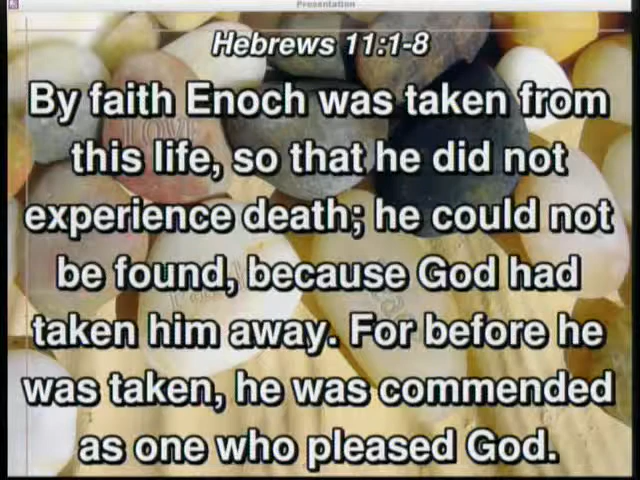 Presentation
Hebrews 11:1-8
By faith Enoch was taken from
this life, so that he did not
experience death; he could not
be found, because God had
taken him away. For before he
was taken, he was commended
as one who pleased God.
LOVE